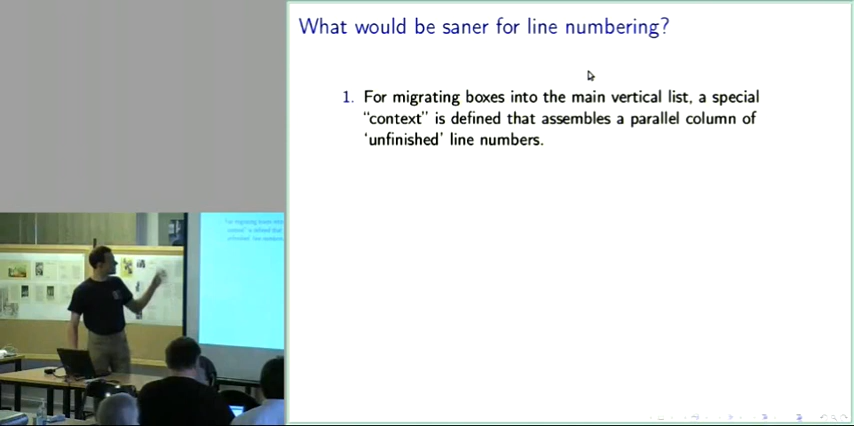 What would be saner for line numbering?
1. For migrating boxes into the main vertical list, a special
“context” is defined that assembles a parallel column of
‘unfinished’ line numbers.